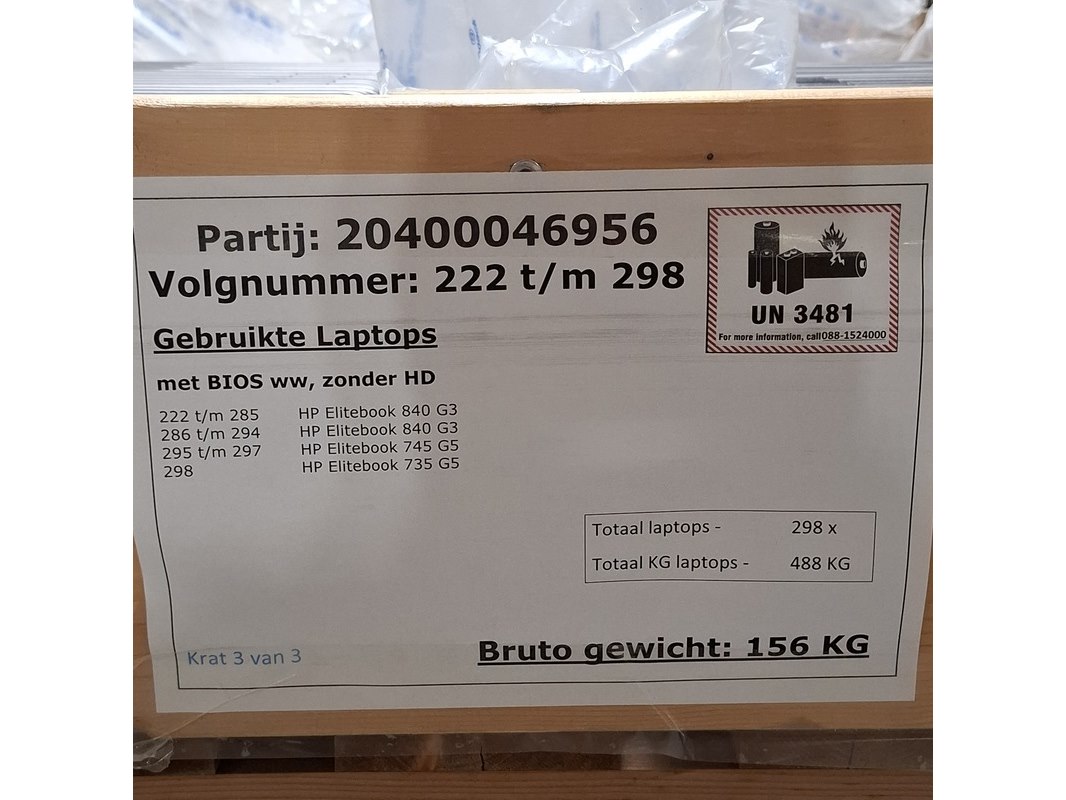 Partij: 20400046956
Volgnummer: 222 t/m 298
UN 3481
For more information, call 088-1524000
Gebruikte Laptops
met BIOS ww, zonder HD
222 t/m 285 HP Elitebook 840 G3
286 t/m 294 HP Elitebook 840 G3
295 t/m 297 HP Elitebook 745 G5
298 HP Elitebook 735 G5
Totaal laptops - 298 x
Totaal KG laptops - 488 KG
Krat 3 van 3
Bruto gewicht: 156 KG